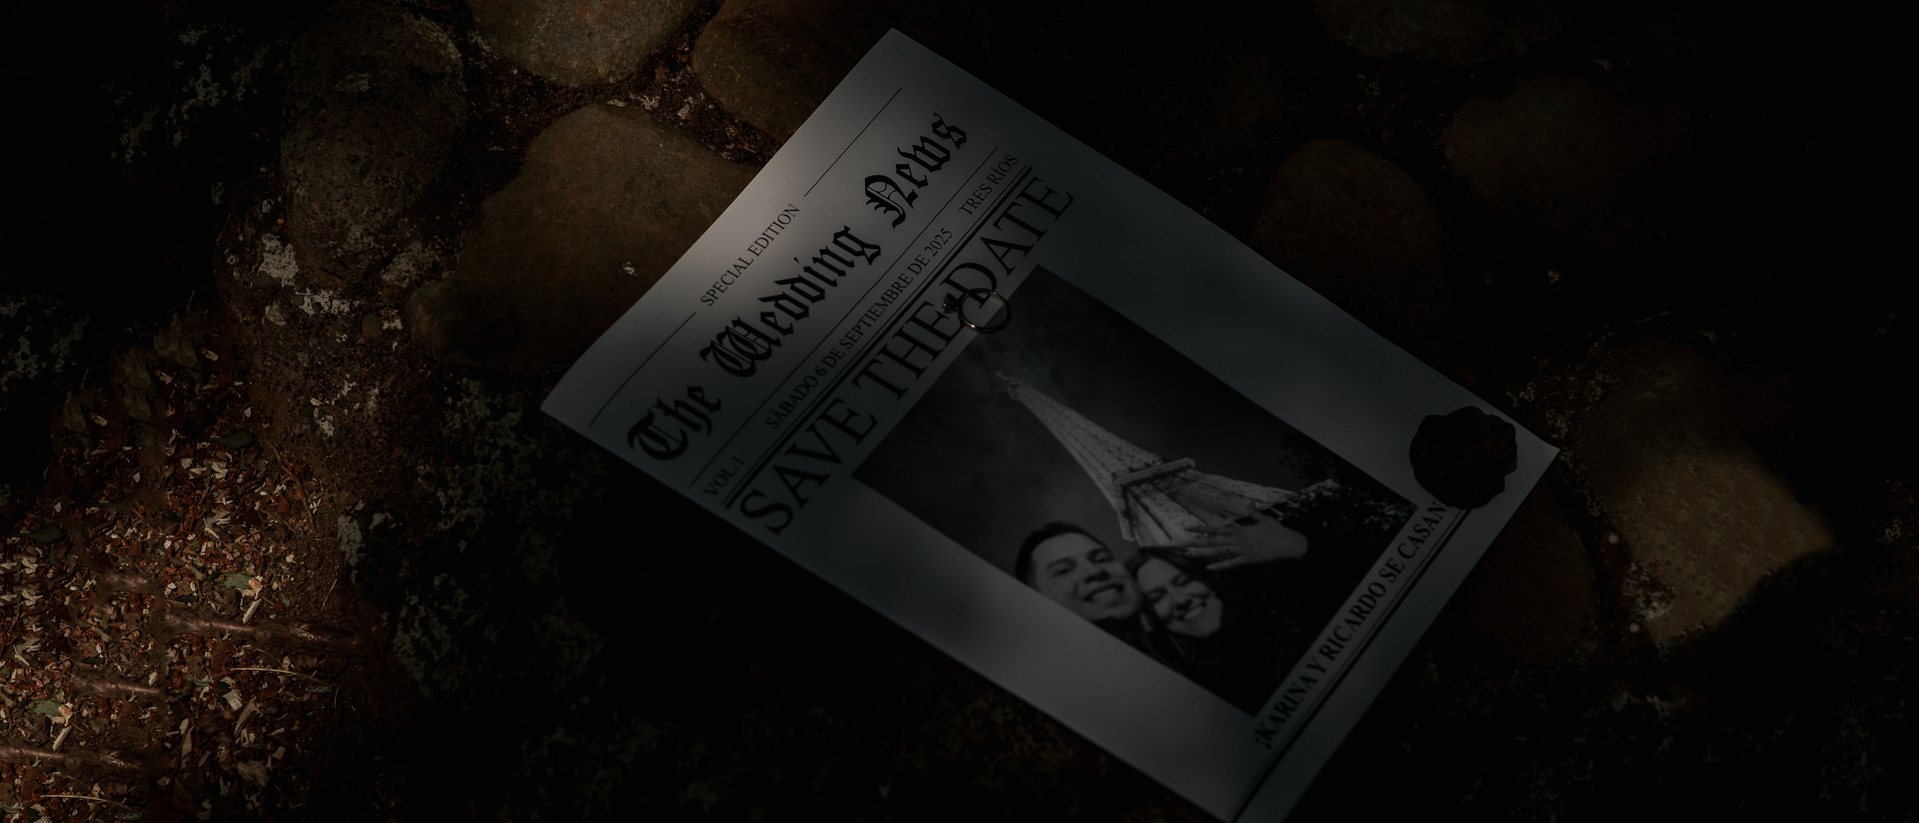 SPECIAL EDITION
The Wedding News
VOL.1 SÁBADO 6 DE SEPTIEMBRE DE 2025 TRES RÍOS
SAVE THE DATE
¡KARINA Y RICARDO SE CASAN